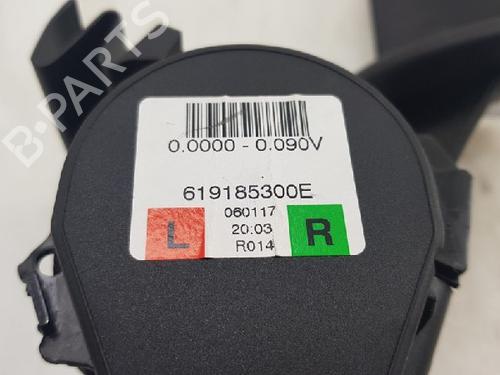 B-PARTS
0.0000 - 0.090V
619185300E
L
060117
20:03
R014
R